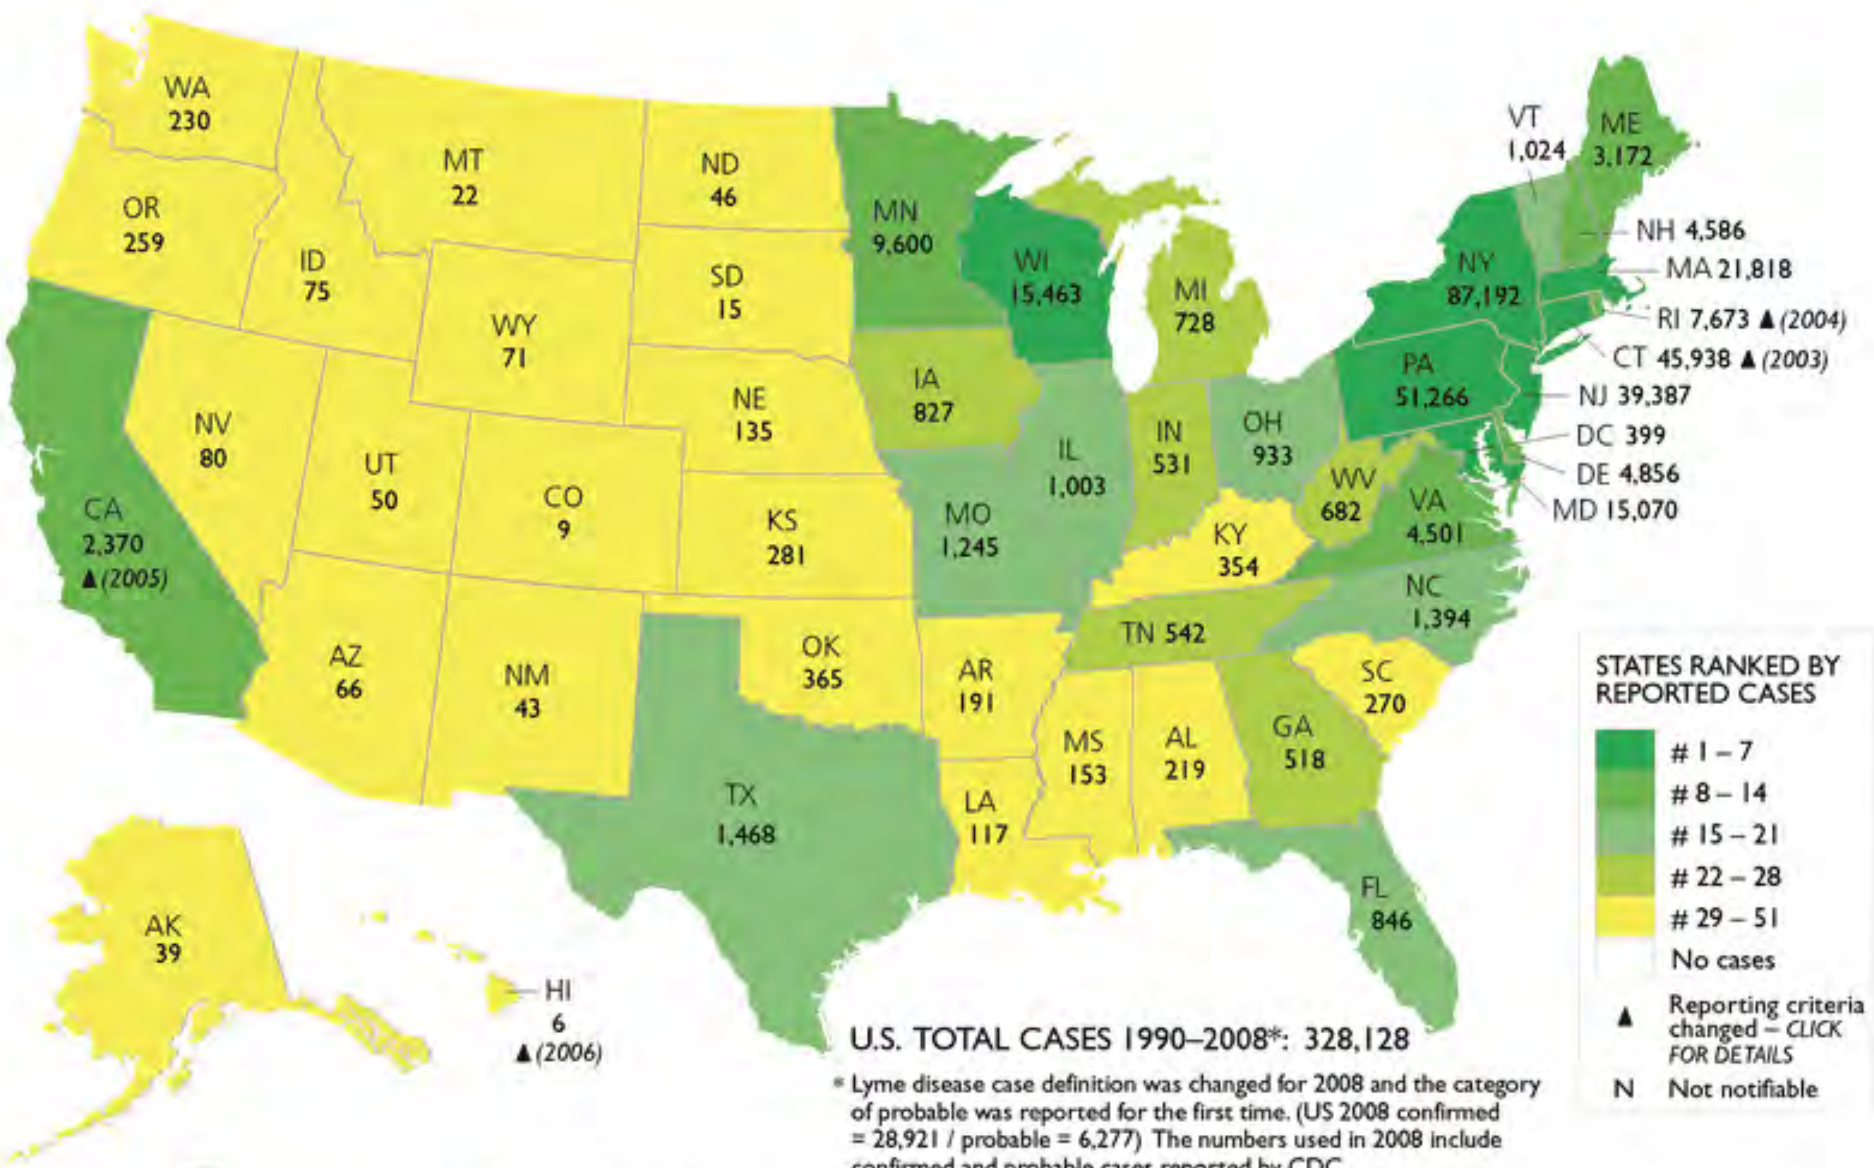 WA
230
OR
259
ID
75
MT
22
ND
46
SD
15
WY
71
NE
135
NV
80
UT
50
CO
9
KS
281
CA
2,370
▲ (2005)
AZ
66
NM
43
OK
365
TX
1,468
MN
9,600
WI
15,463
MI
728
IA
827
IL
1,003
IN
531
OH
933
MO
1,245
KY
354
WV
682
VA
4,501
NC
1,394
TN 542
AR
191
SC
270
MS
153
AL
219
GA
518
LA
117
FL
846
VT
1,024
ME
3,172
NH 4,586
MA 21,818
NY
87,192
RI 7,673 ▲ (2004)
CT 45,938 ▲ (2003)
PA
51,266
NJ 39,387
DC 399
DE 4,856
MD 15,070
AK
39
HI
6
▲ (2006)
STATES RANKED BY
REPORTED CASES
# 1 – 7
# 8 – 14
# 15 – 21
# 22 – 28
# 29 – 51
No cases
▲ Reporting criteria
changed – CLICK
FOR DETAILS
N Not notifiable
U.S. TOTAL CASES 1990–2008*: 328,128
* Lyme disease case definition was changed for 2008 and the category
of probable was reported for the first time. (US 2008 confirmed
= 28,921 / probable = 6,277) The numbers used in 2008 include
confirmed and probable cases reported by CDC